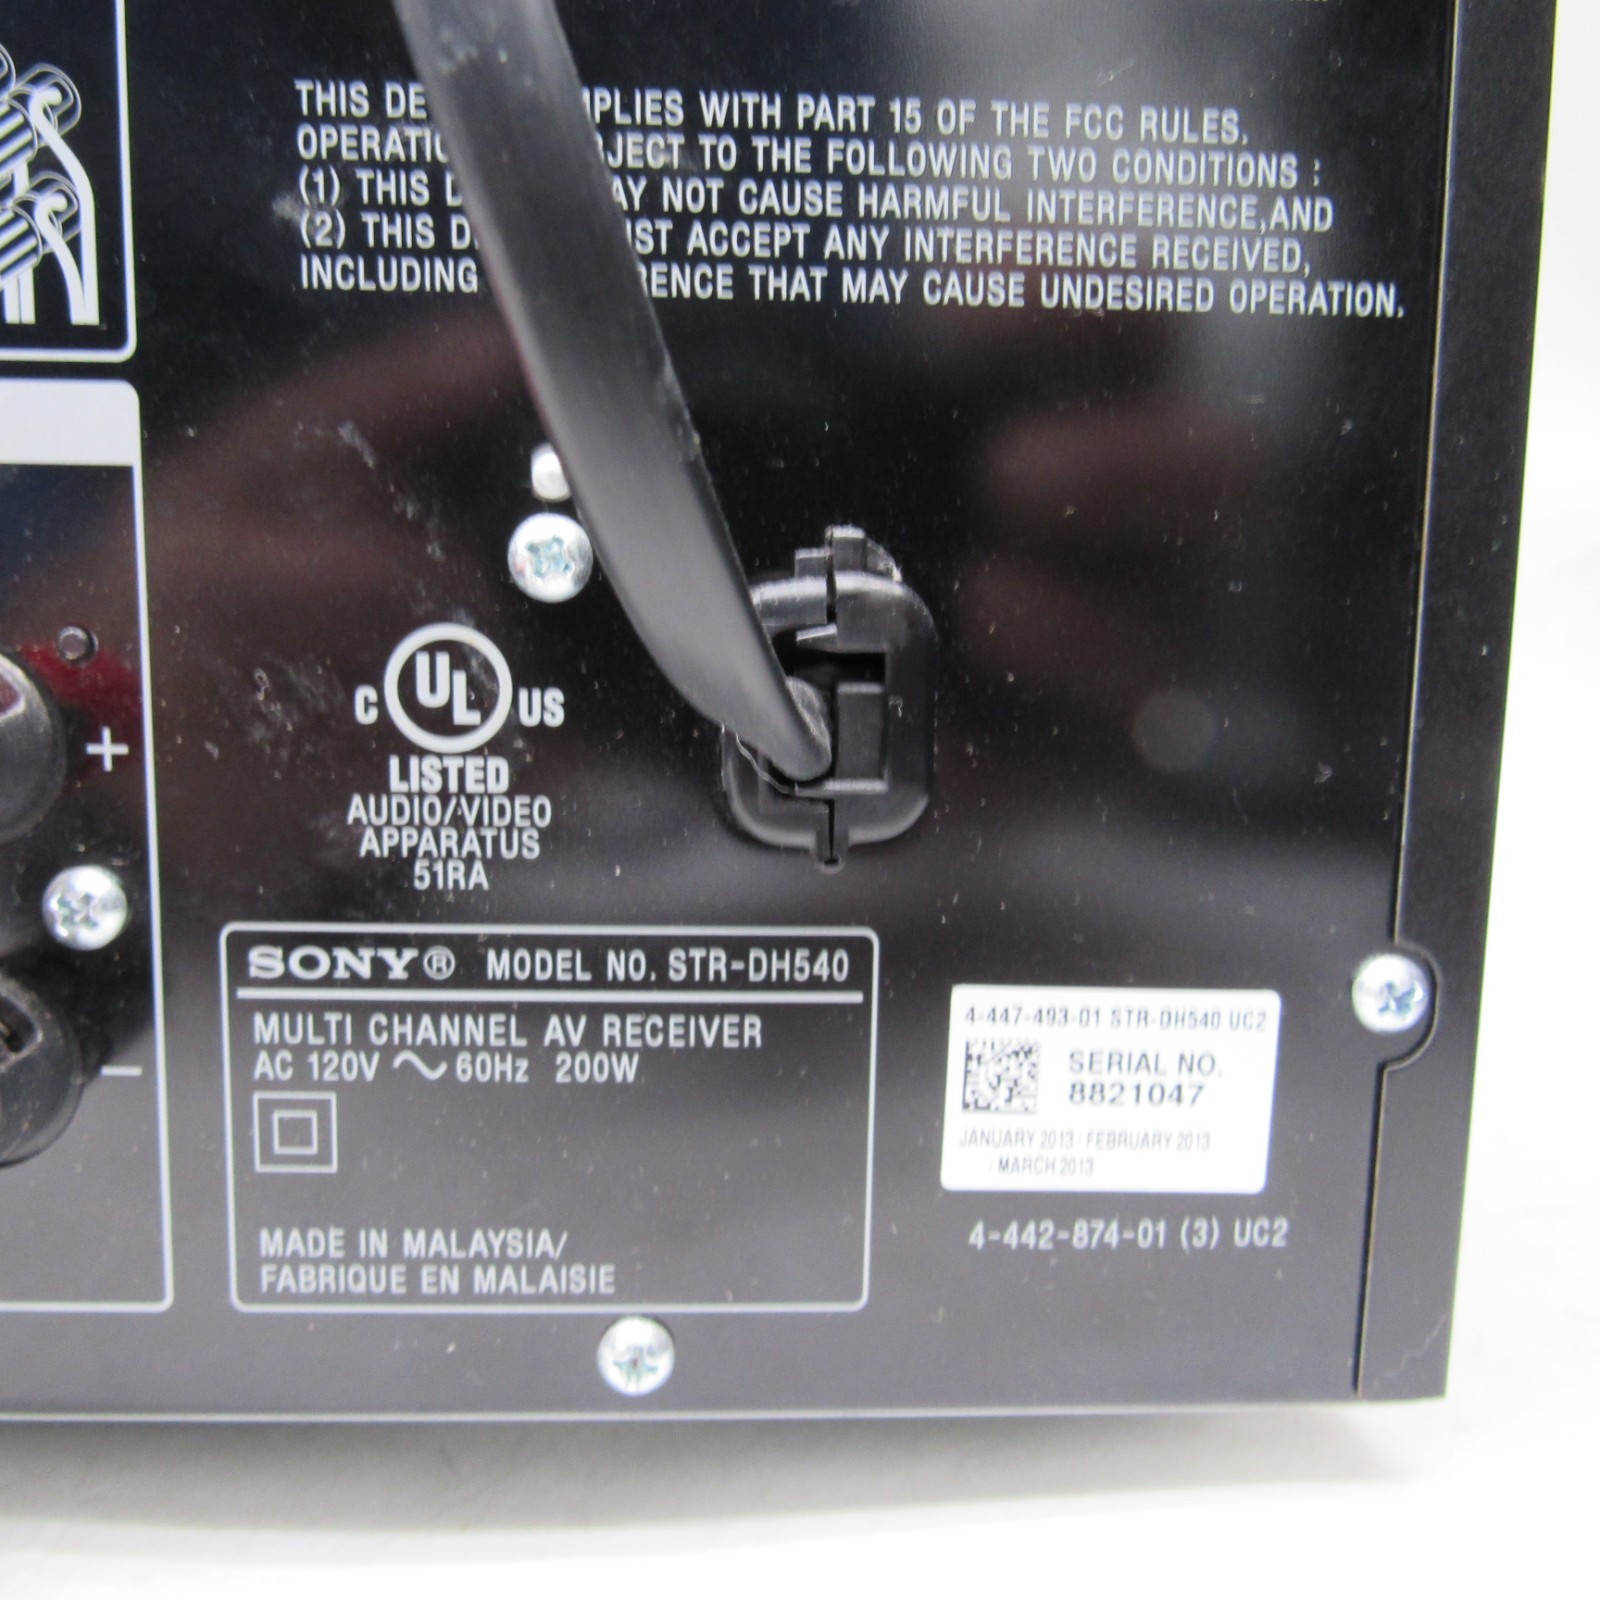 THIS DE MPLIES WITH PART 15 OF THE FCC RULES.
OPERATI JECT TO THE FOLLOWING TWO CONDITIONS :
(1) THIS D AY NOT CAUSE HARMFUL INTERFERENCE,AND
(2) THIS D ST ACCEPT ANY INTERFERENCE RECEIVED,
INCLUDING RENCE THAT MAY CAUSE UNDESIRED OPERATION.
C UL US
LISTED
AUDIO/VIDEO
APPARATUS
51RA
+
−
SONY® MODEL NO. STR-DH540
MULTI CHANNEL AV RECEIVER
AC 120V ～ 60Hz 200W
MADE IN MALAYSIA/
FABRIQUE EN MALAISIE
4-447-493-01 STR-DH540 UC2
SERIAL NO.
8821047
JANUARY 2013 / FEBRUARY 2013
/ MARCH 2013
4-442-874-01 (3) UC2